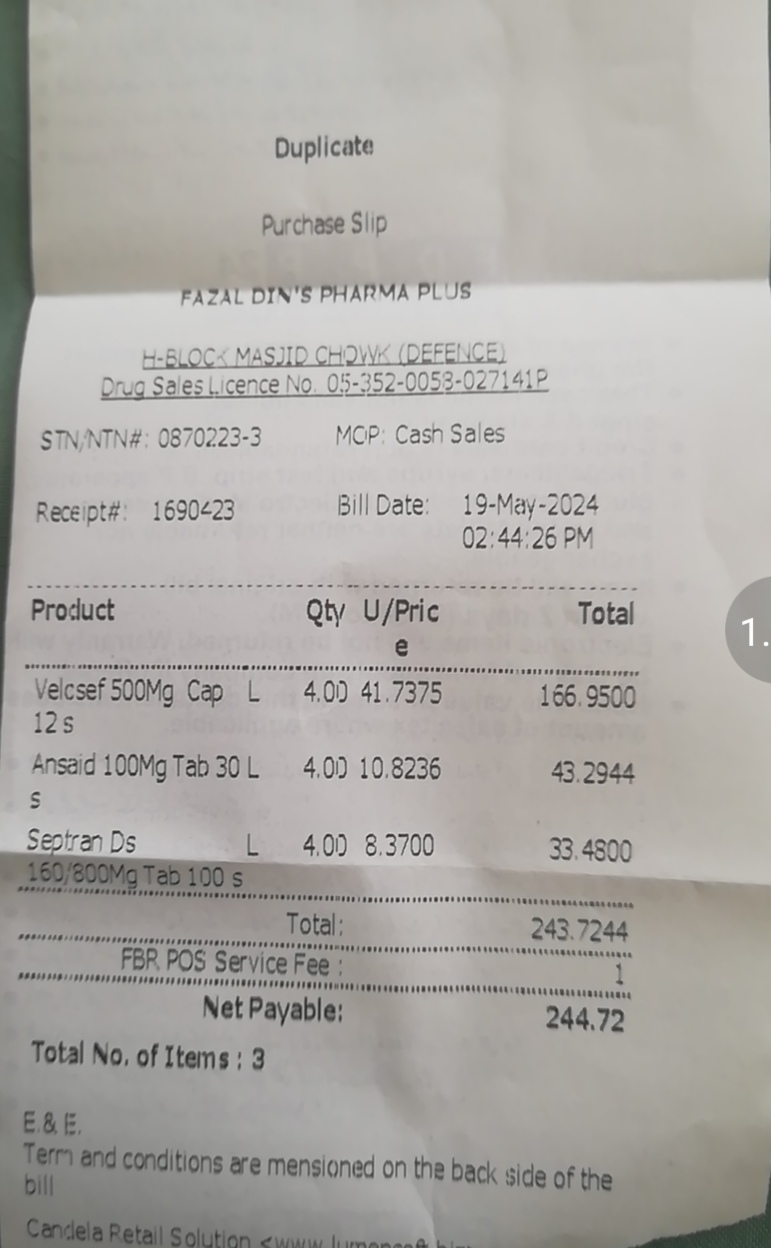 Duplicate
Purchase Slip
FAZAL DIN'S PHARMA PLUS
H-BLOCK MASJID CHOWK (DEFENCE)
Drug Sales Licence No. 05-352-0058-027141P
STN/NTN#: 0870223-3 MOP: Cash Sales
Receipt#: 1690423 Bill Date: 19-May-2024
02:44:26 PM
Product Qty U/Pric Total
e
Velosef 500Mg Cap L 4.00 41.7375 166.9500
12 s
Ansaid 100Mg Tab 30 L 4.00 10.8236 43.2944
s
Septran Ds L 4.00 8.3700 33.4800
160/800Mg Tab 100 s
Total: 243.7244
FBR POS Service Fee : 1
Net Payable: 244.72
Total No. of Items : 3
E.& E.
Term and conditions are mensioned on the back side of the
bill
Candela Retail Solution
1.